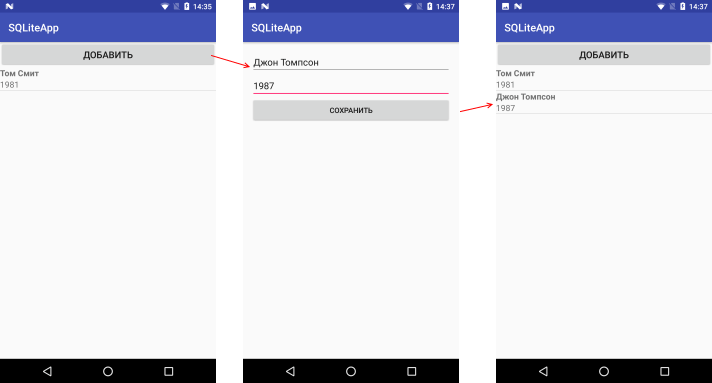 14:35
SQLiteApp
ДОБАВИТЬ
Том Смит
1981
14:37
SQLiteApp
Джон Томпсон
1987
СОХРАНИТЬ
14:37
SQLiteApp
ДОБАВИТЬ
Том Смит
1981
Джон Томпсон
1987